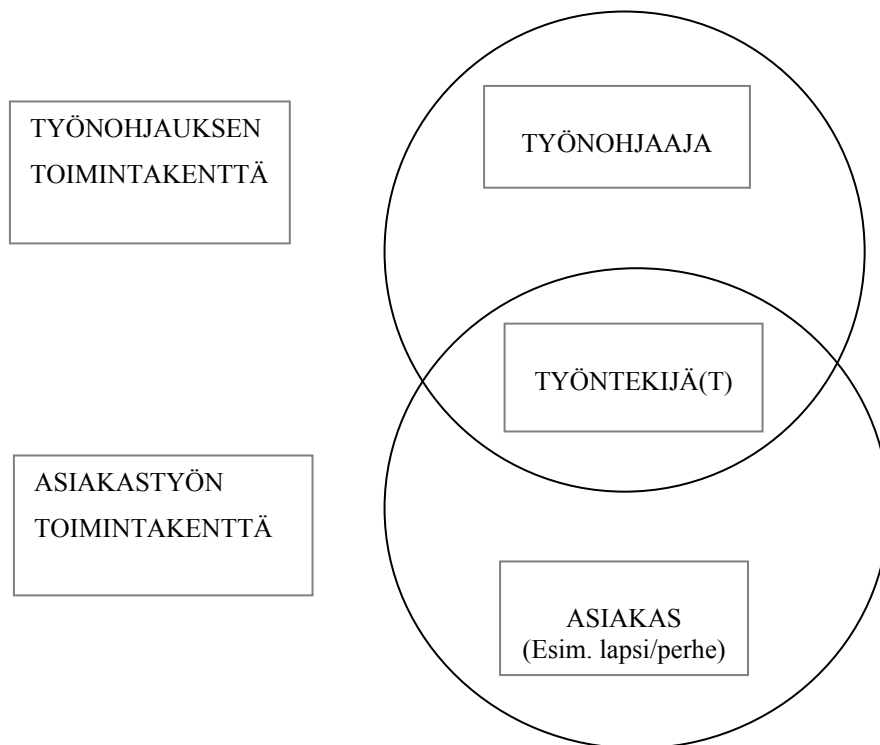 TYÖNOHJAUKSEN
TOIMINTAKENTTÄ
TYÖNOHJAAJA
TYÖNTEKIJÄ(T)
ASIAKASTYÖN
TOIMINTAKENTTÄ
ASIAKAS
(Esim. lapsi/perhe)